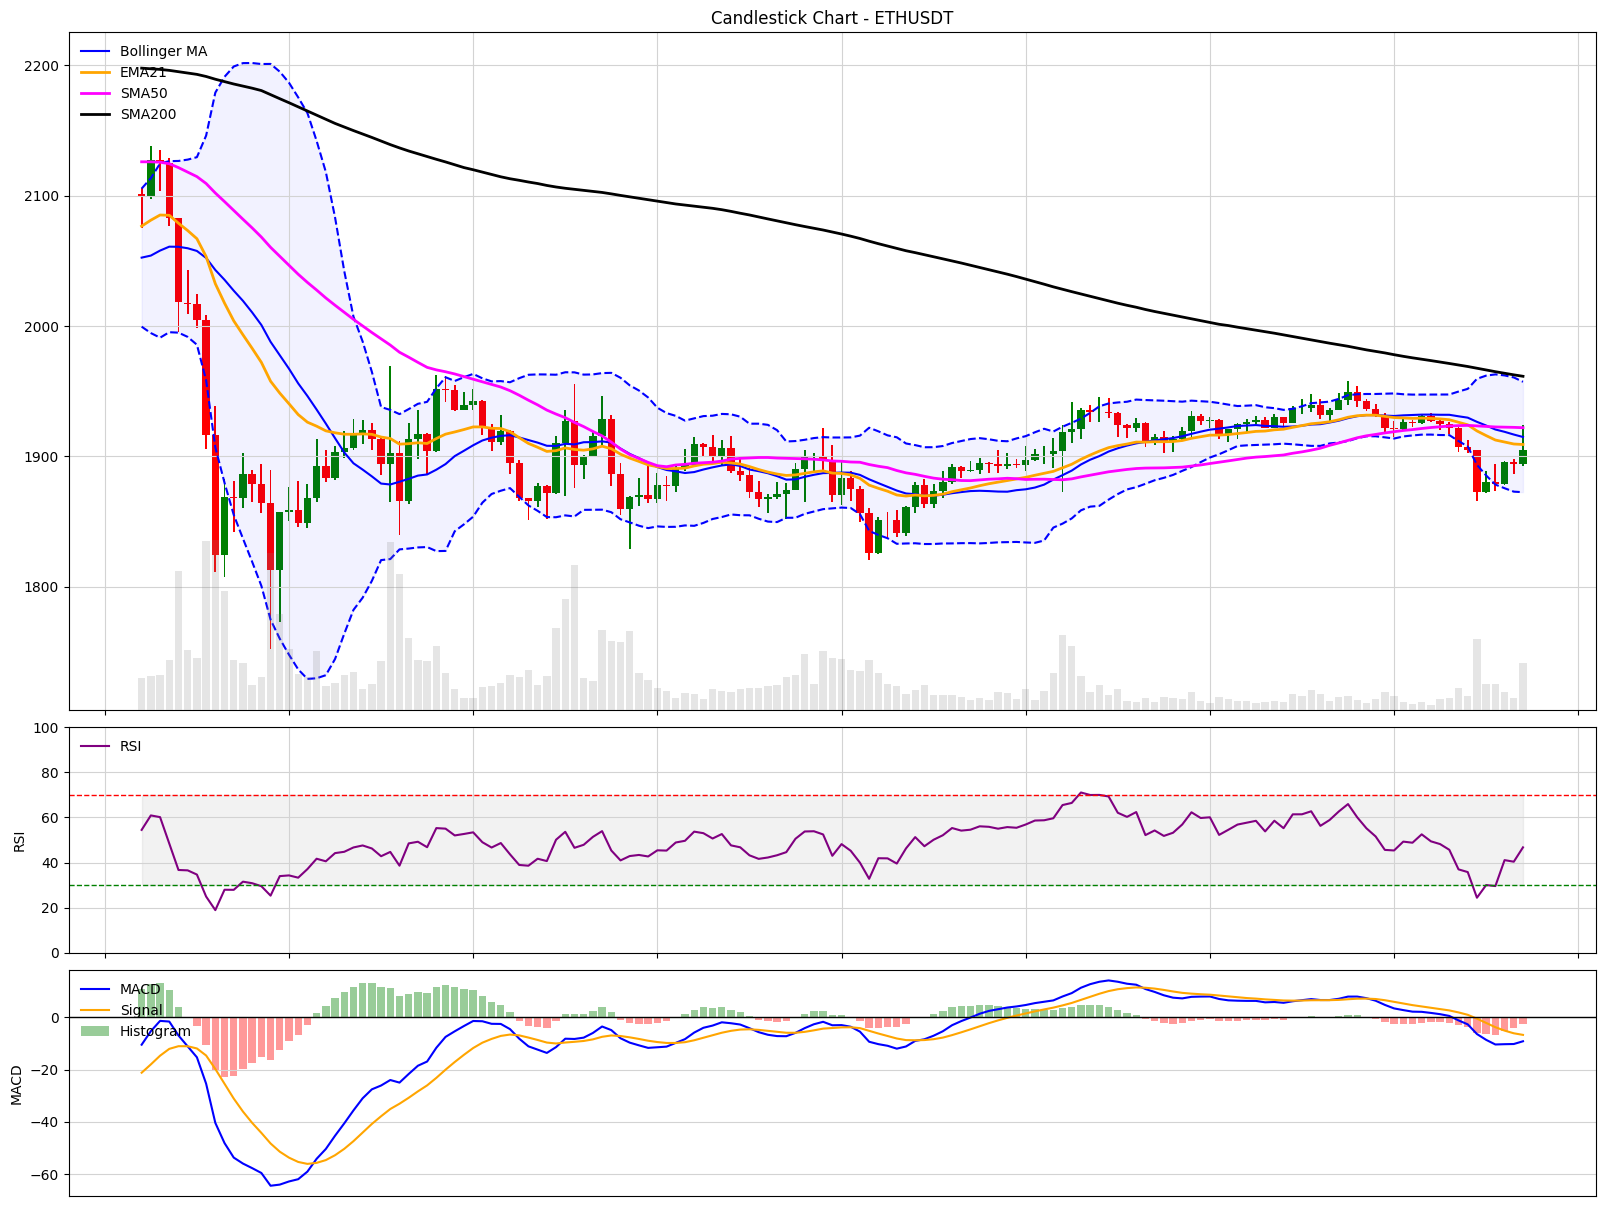 Candlestick Chart - ETHUSDT
Bollinger MA
EMA21
SMA50
SMA200
2200
2100
2000
1900
1800
RSI
100
80
60
40
20
0
RSI
MACD
Signal
Histogram
0
−20
−40
−60
MACD